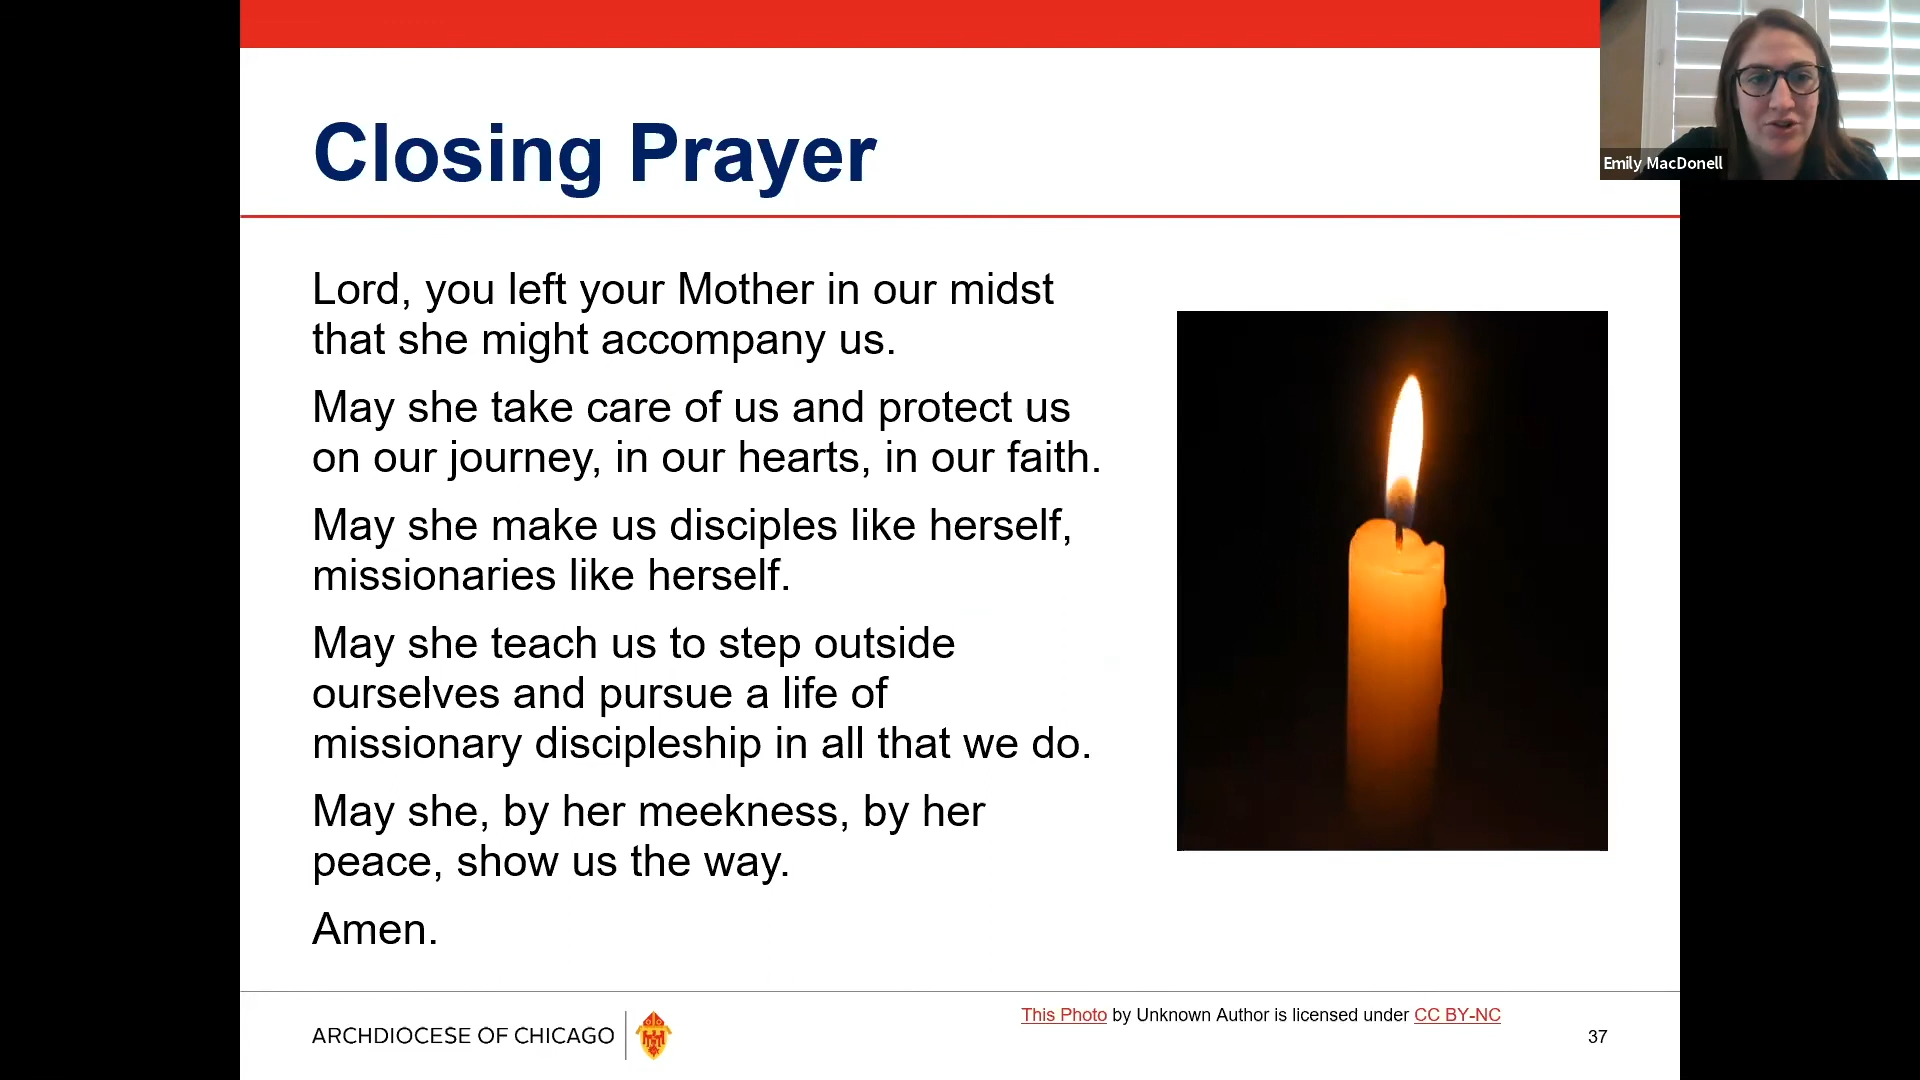 Closing Prayer
Emily MacDonell
Lord, you left your Mother in our midst
that she might accompany us.
May she take care of us and protect us
on our journey, in our hearts, in our faith.
May she make us disciples like herself,
missionaries like herself.
May she teach us to step outside
ourselves and pursue a life of
missionary discipleship in all that we do.
May she, by her meekness, by her
peace, show us the way.
Amen.
This Photo by Unknown Author is licensed under CC BY-NC
ARCHDIOCESE OF CHICAGO
37